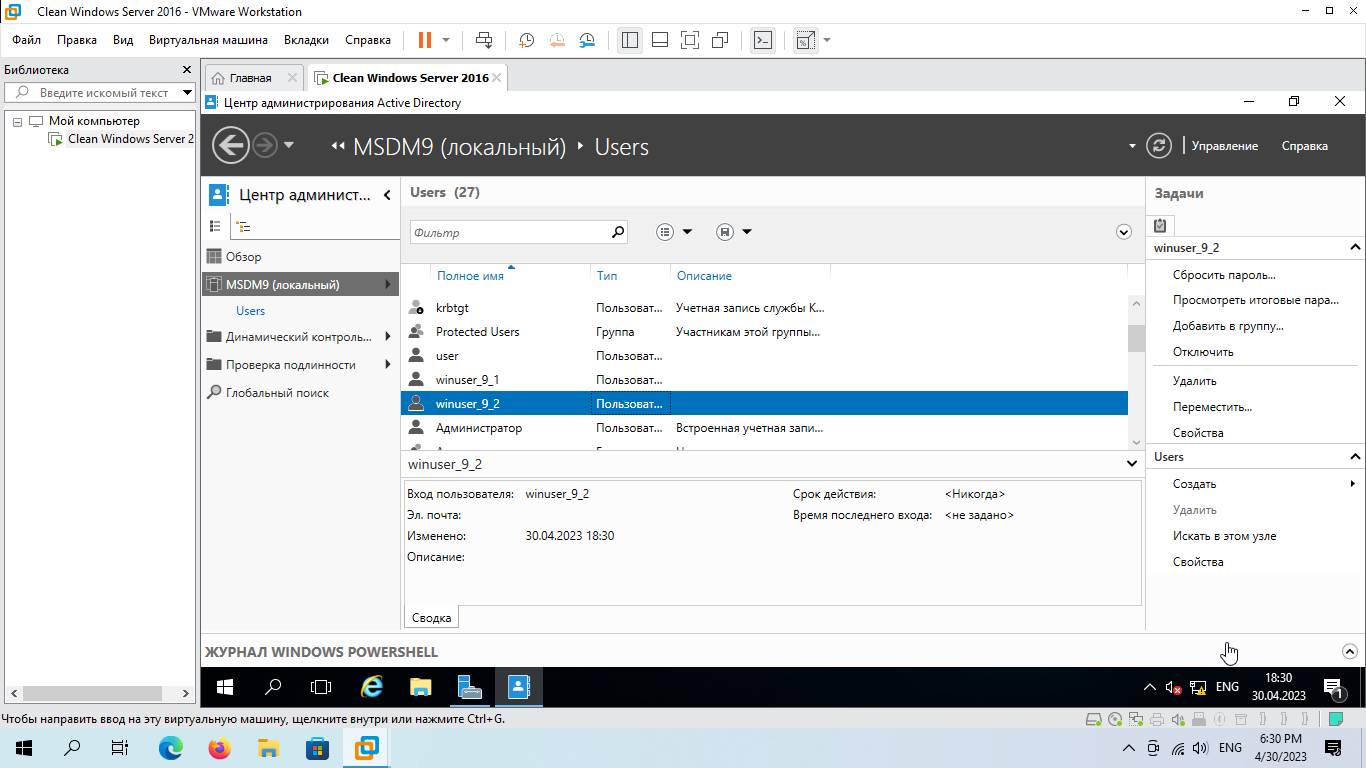 Clean Windows Server 2016 - VMware Workstation
Файл Правка Вид Виртуальная машина Вкладки Справка
Библиотека
Введите искомый текст
Мой компьютер
Clean Windows Server 2
Главная
Clean Windows Server 2016
Центр администрирования Active Directory
MSDM9 (локальный) Users
Управление Справка
Центр админист...
Обзор
MSDM9 (локальный)
Users
Динамический контроль...
Проверка подлинности
Глобальный поиск
Users (27)
Фильтр
Полное имя Тип Описание
krbtgt Пользоват... Учетная запись службы K...
Protected Users Группа Участникам этой группы...
user Пользоват...
winuser_9_1 Пользоват...
winuser_9_2 Пользоват...
Администратор Пользоват... Встроенная учетная запи...
winuser_9_2
Вход пользователя: winuser_9_2 Срок действия: <Никогда>
Эл. почта: Время последнего входа: <не задано>
Изменено: 30.04.2023 18:30
Описание:
Сводка
Задачи
winuser_9_2
Сбросить пароль...
Просмотреть итоговые пара...
Добавить в группу...
Отключить
Удалить
Переместить...
Свойства
Users
Создать
Удалить
Искать в этом узле
Свойства
ЖУРНАЛ WINDOWS POWERSHELL
ENG
18:30
30.04.2023
1
Чтобы направить ввод на эту виртуальную машину, щелкните внутри или нажмите Ctrl+G.
ENG
6:30 PM
4/30/2023